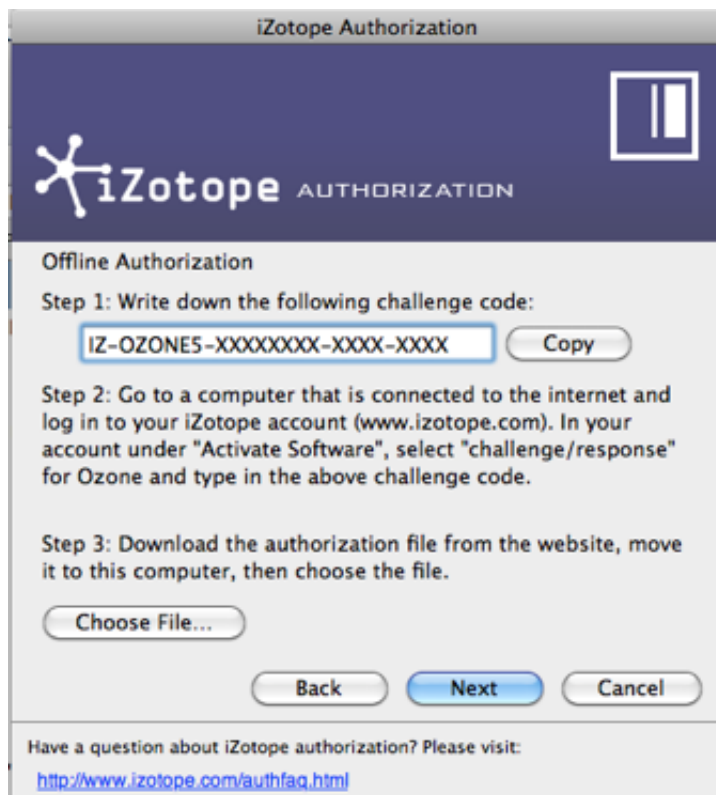 iZotope Authorization
iZotope AUTHORIZATION
Offline Authorization
Step 1: Write down the following challenge code:
IZ-OZONE5-XXXXXXXX-XXXX-XXXX Copy
Step 2: Go to a computer that is connected to the internet and
log in to your iZotope account (www.izotope.com). In your
account under "Activate Software", select "challenge/response"
for Ozone and type in the above challenge code.
Step 3: Download the authorization file from the website, move
it to this computer, then choose the file.
Choose File...
Back Next Cancel
Have a question about iZotope authorization? Please visit:
http://www.izotope.com/authfaq.html